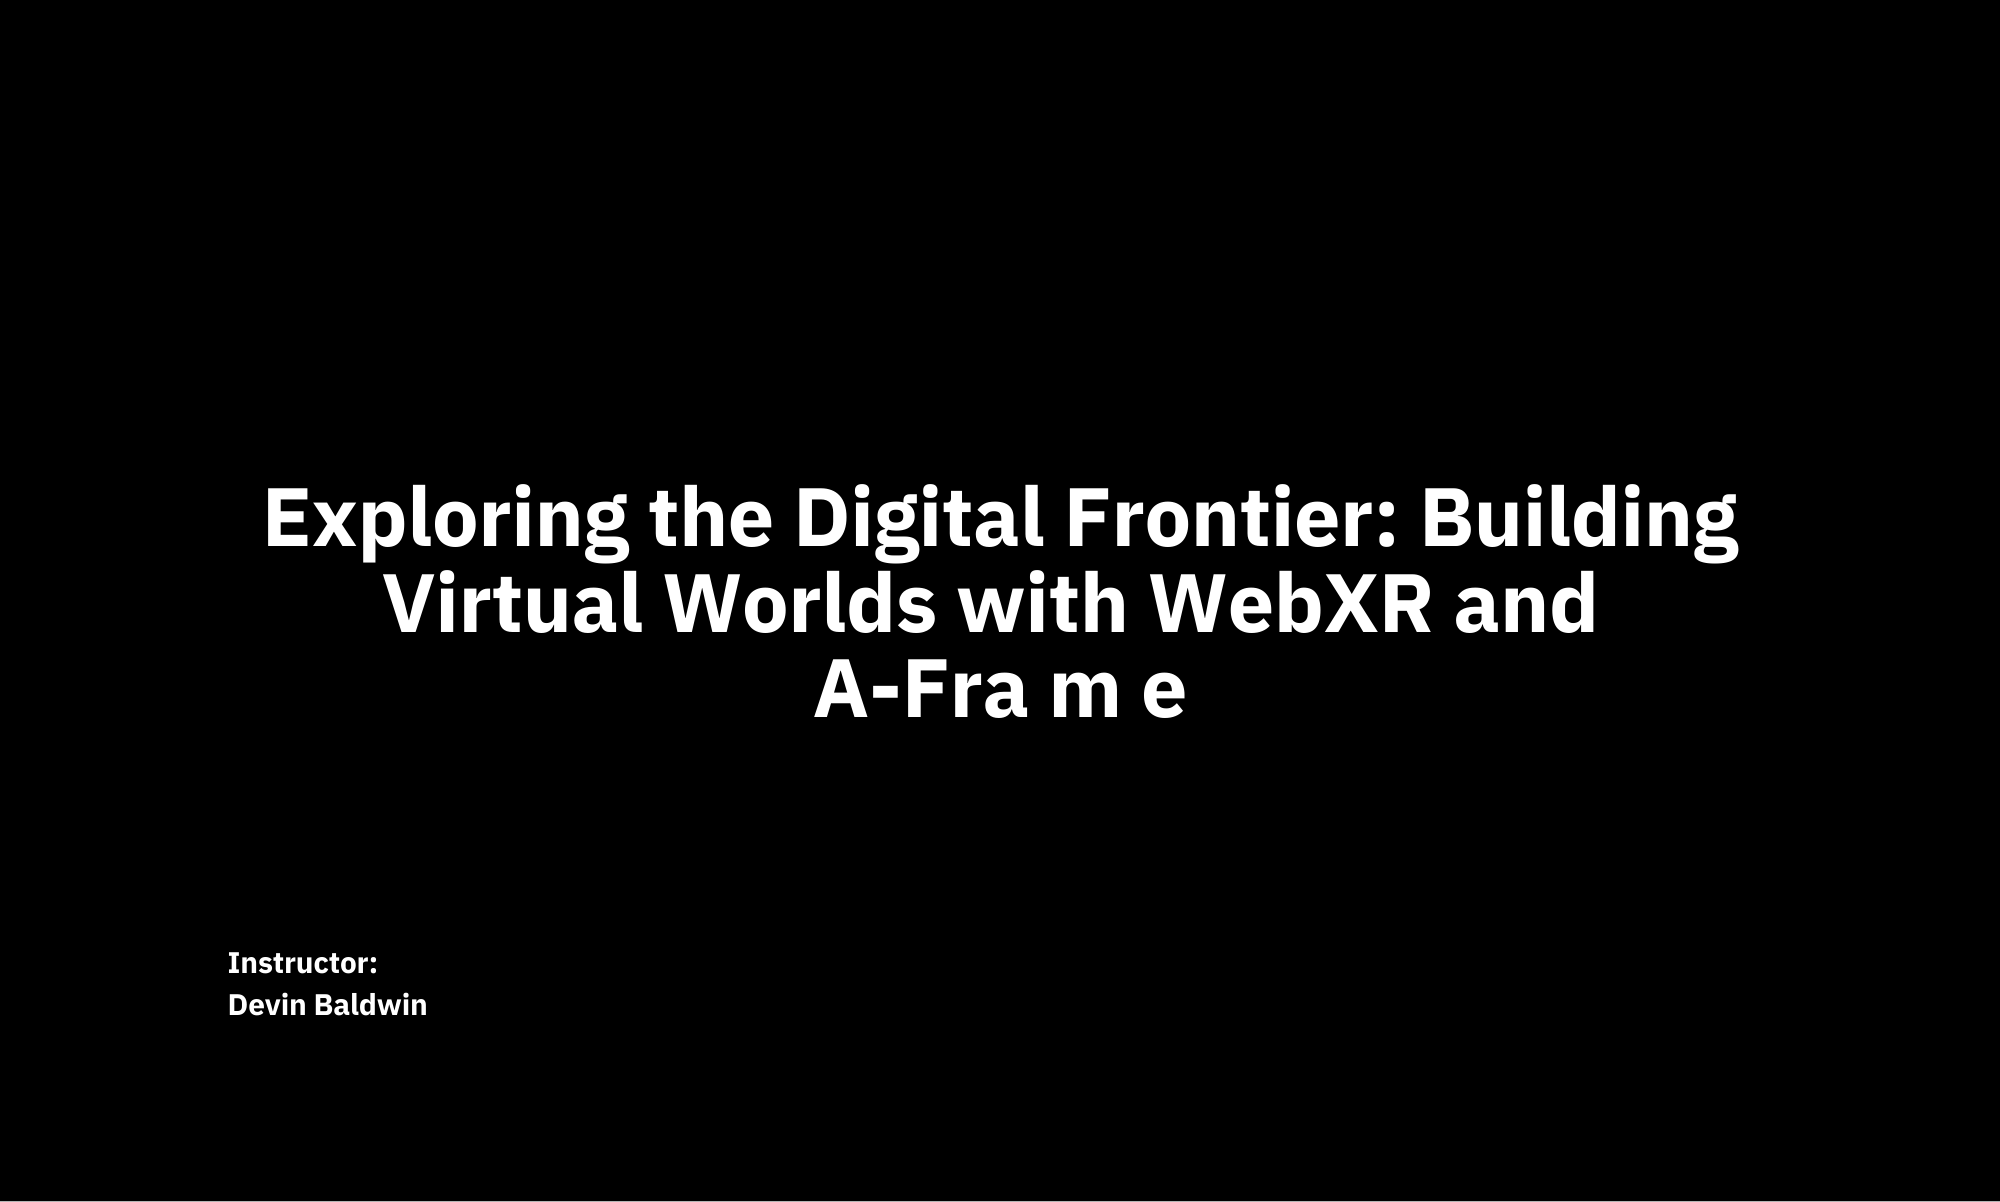 Exploring the Digital Frontier: Building
Virtual Worlds with WebXR and
A-Fra m e
Instructor:
Devin Baldwin